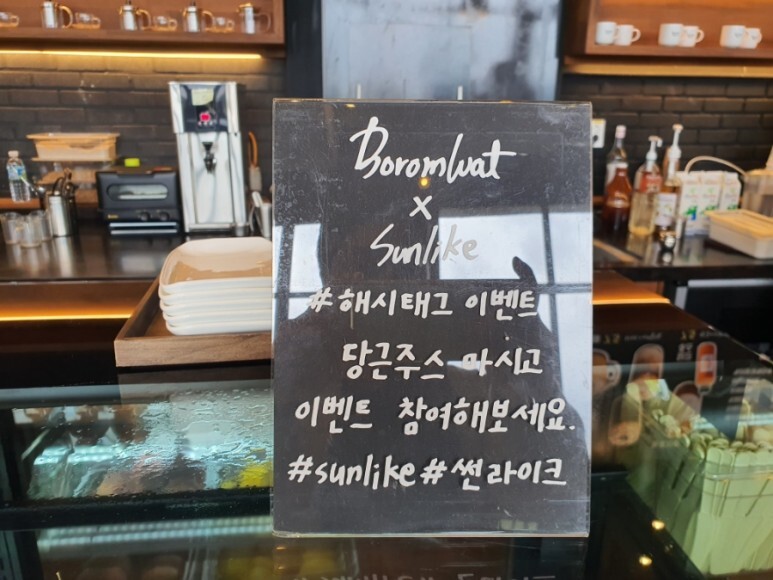 Boromwat
x
Sunlike
#해시태그 이벤트
당근주스 마시고
이벤트 참여해보세요.
#sunlike#썬라이크